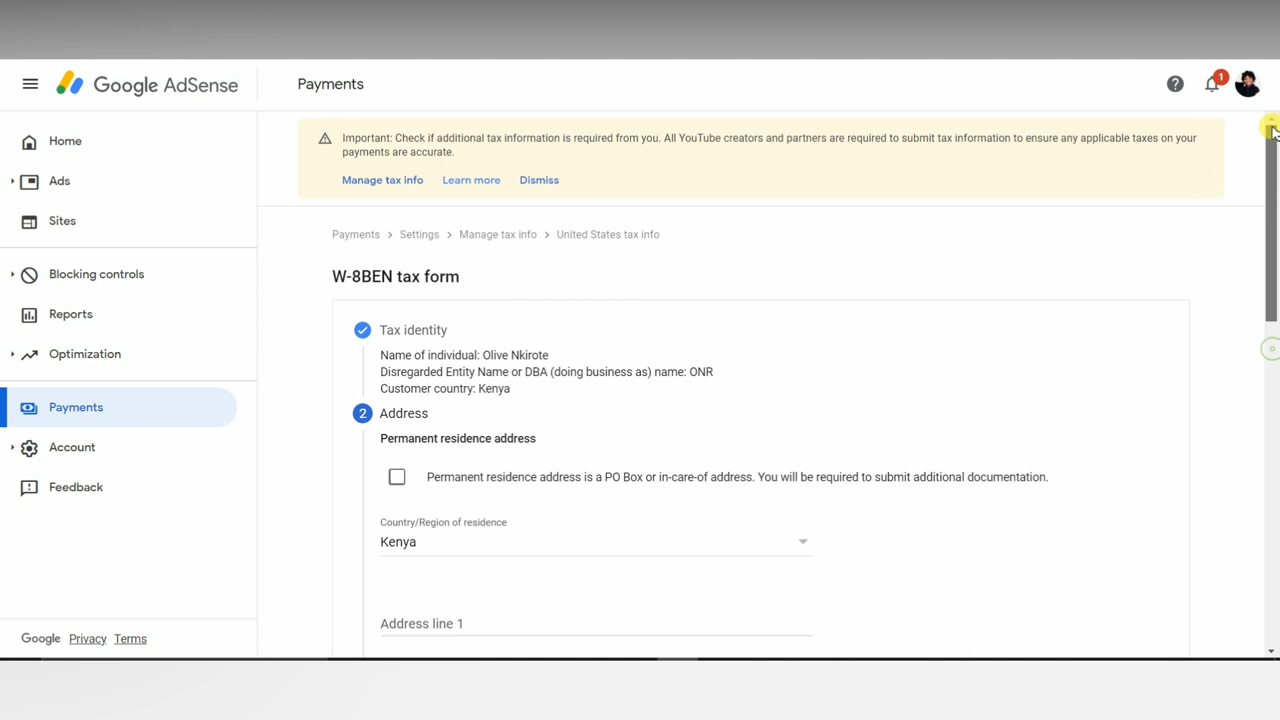 Google AdSense
Payments
1
Home
Ads
Sites
Blocking controls
Reports
Optimization
Payments
Account
Feedback
Google Privacy Terms
Important: Check if additional tax information is required from you. All YouTube creators and partners are required to submit tax information to ensure any applicable taxes on your
payments are accurate.
Manage tax info Learn more Dismiss
Payments > Settings > Manage tax info > United States tax info
W-8BEN tax form
Tax identity
Name of individual: Olive Nkirote
Disregarded Entity Name or DBA (doing business as) name: ONR
Customer country: Kenya
2 Address
Permanent residence address
Permanent residence address is a PO Box or in-care-of address. You will be required to submit additional documentation.
Country/Region of residence
Kenya
Address line 1